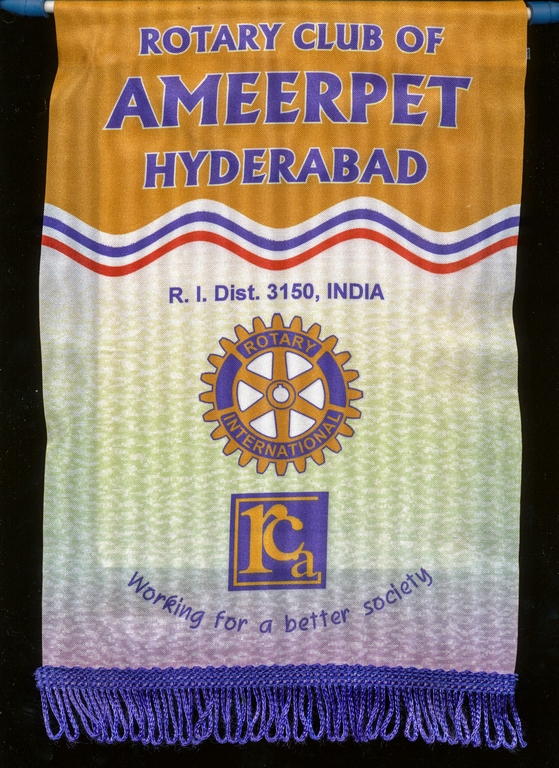 ROTARY CLUB OF
AMEERPET
HYDERABAD
R. I. Dist. 3150, INDIA
ROTARY
INTERNATIONAL
rca
Working for a better society